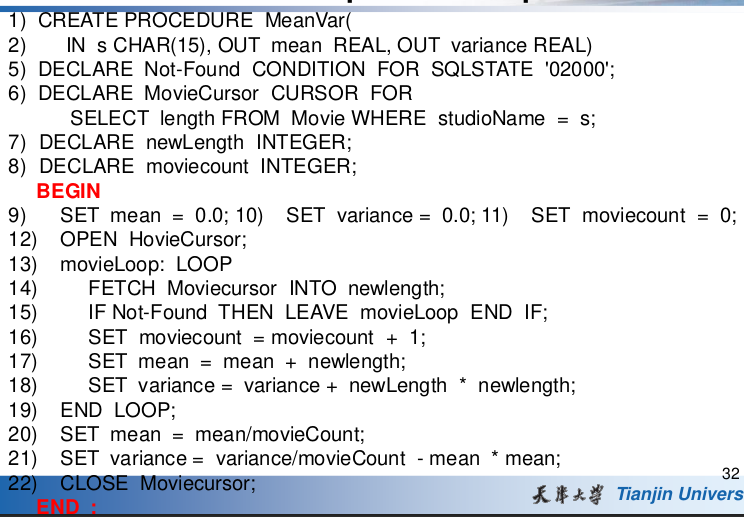 1) CREATE PROCEDURE MeanVar(
2) IN s CHAR(15), OUT mean REAL, OUT variance REAL)
5) DECLARE Not-Found CONDITION FOR SQLSTATE '02000';
6) DECLARE MovieCursor CURSOR FOR
SELECT length FROM Movie WHERE studioName = s;
7) DECLARE newLength INTEGER;
8) DECLARE moviecount INTEGER;
BEGIN
9) SET mean = 0.0; 10) SET variance = 0.0; 11) SET moviecount = 0;
12) OPEN HovieCursor;
13) movieLoop: LOOP
14) FETCH Moviecursor INTO newlength;
15) IF Not-Found THEN LEAVE movieLoop END IF;
16) SET moviecount = moviecount + 1;
17) SET mean = mean + newlength;
18) SET variance = variance + newLength * newlength;
19) END LOOP;
20) SET mean = mean/movieCount;
21) SET variance = variance/movieCount - mean * mean;
32
22) CLOSE Moviecursor;
天津大学 Tianjin Univers
END ;